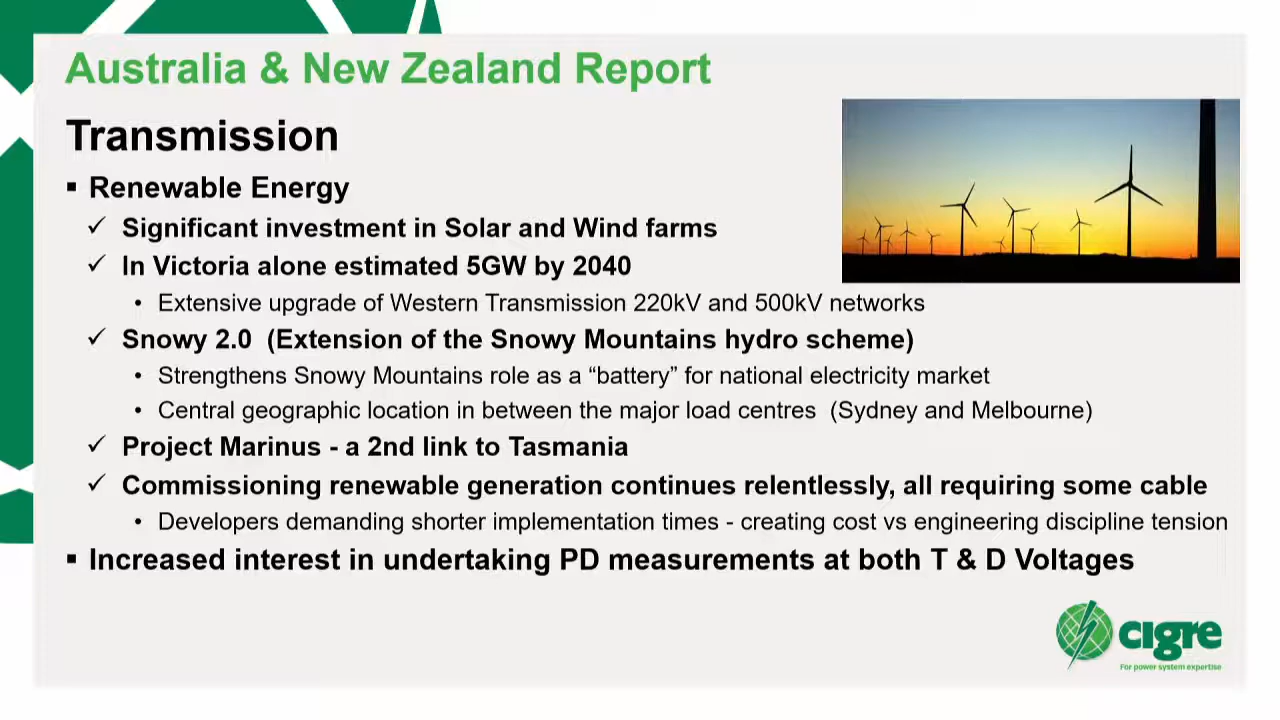 Australia & New Zealand Report
Transmission
▪ Renewable Energy
✓ Significant investment in Solar and Wind farms
✓ In Victoria alone estimated 5GW by 2040
• Extensive upgrade of Western Transmission 220kV and 500kV networks
✓ Snowy 2.0  (Extension of the Snowy Mountains hydro scheme)
• Strengthens Snowy Mountains role as a “battery” for national electricity market
• Central geographic location in between the major load centres  (Sydney and Melbourne)
✓ Project Marinus - a 2nd link to Tasmania
✓ Commissioning renewable generation continues relentlessly, all requiring some cable
• Developers demanding shorter implementation times - creating cost vs engineering discipline tension
▪ Increased interest in undertaking PD measurements at both T & D Voltages
cigre
For power system expertise